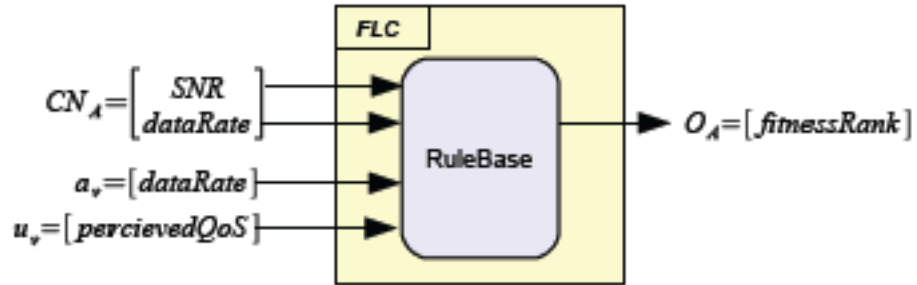 FLC
CN_A=[SNR
dataRate]
a_v=[dataRate]
u_v=[percievedQoS]
RuleBase
O_A=[fitnessRank]